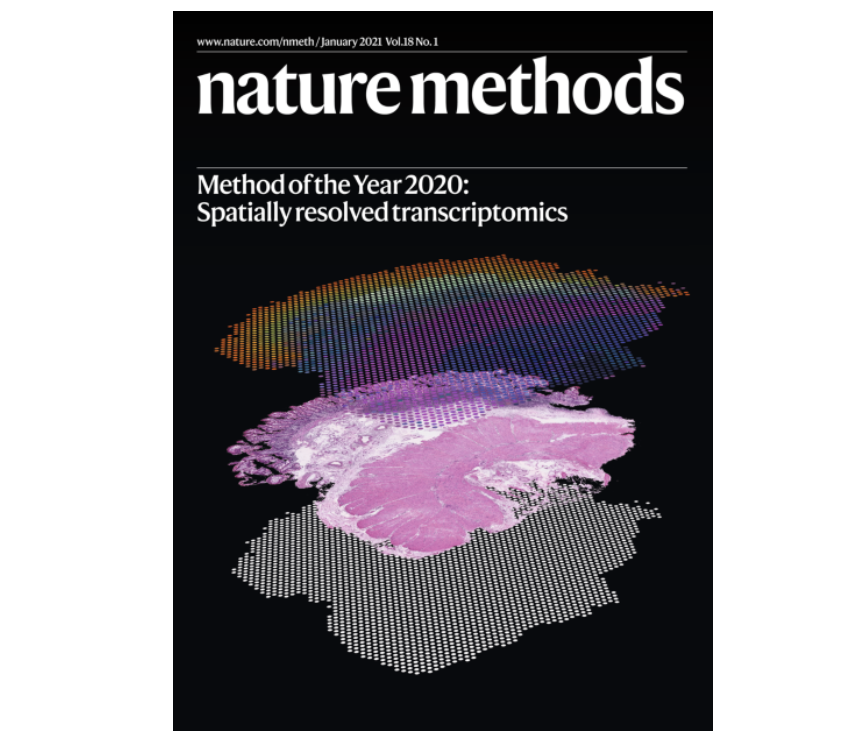 www.nature.com/nmeth / January 2021 Vol.18 No. 1
nature methods
Method of the Year 2020:
Spatially resolved transcriptomics